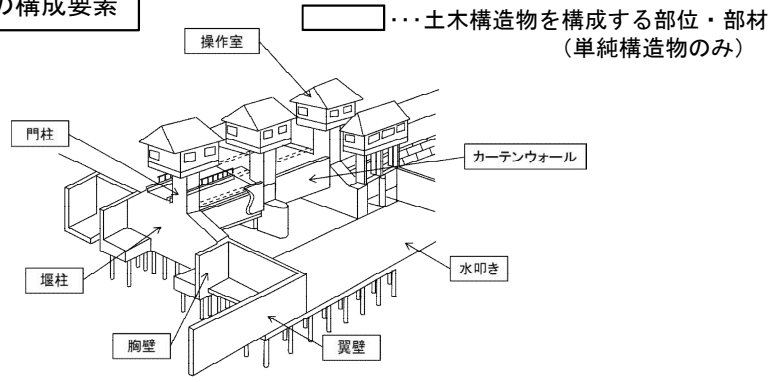 の構成要素
･･･土木構造物を構成する部位・部材
（単純構造物のみ）
操作室
門柱
カーテンウォール
堰柱
水叩き
胸壁
翼壁